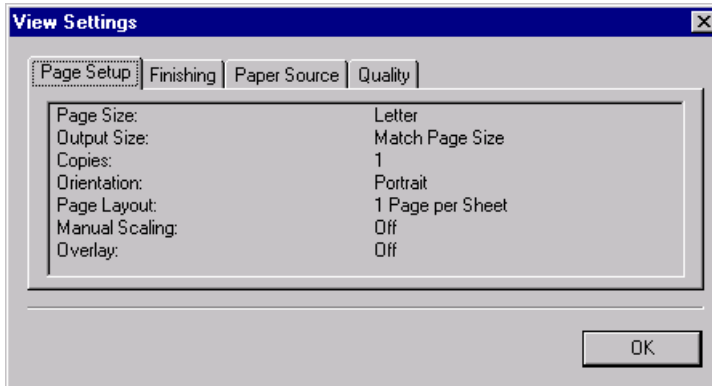 View Settings
Page Setup Finishing Paper Source Quality
Page Size: Letter
Output Size: Match Page Size
Copies: 1
Orientation: Portrait
Page Layout: 1 Page per Sheet
Manual Scaling: Off
Overlay: Off
OK